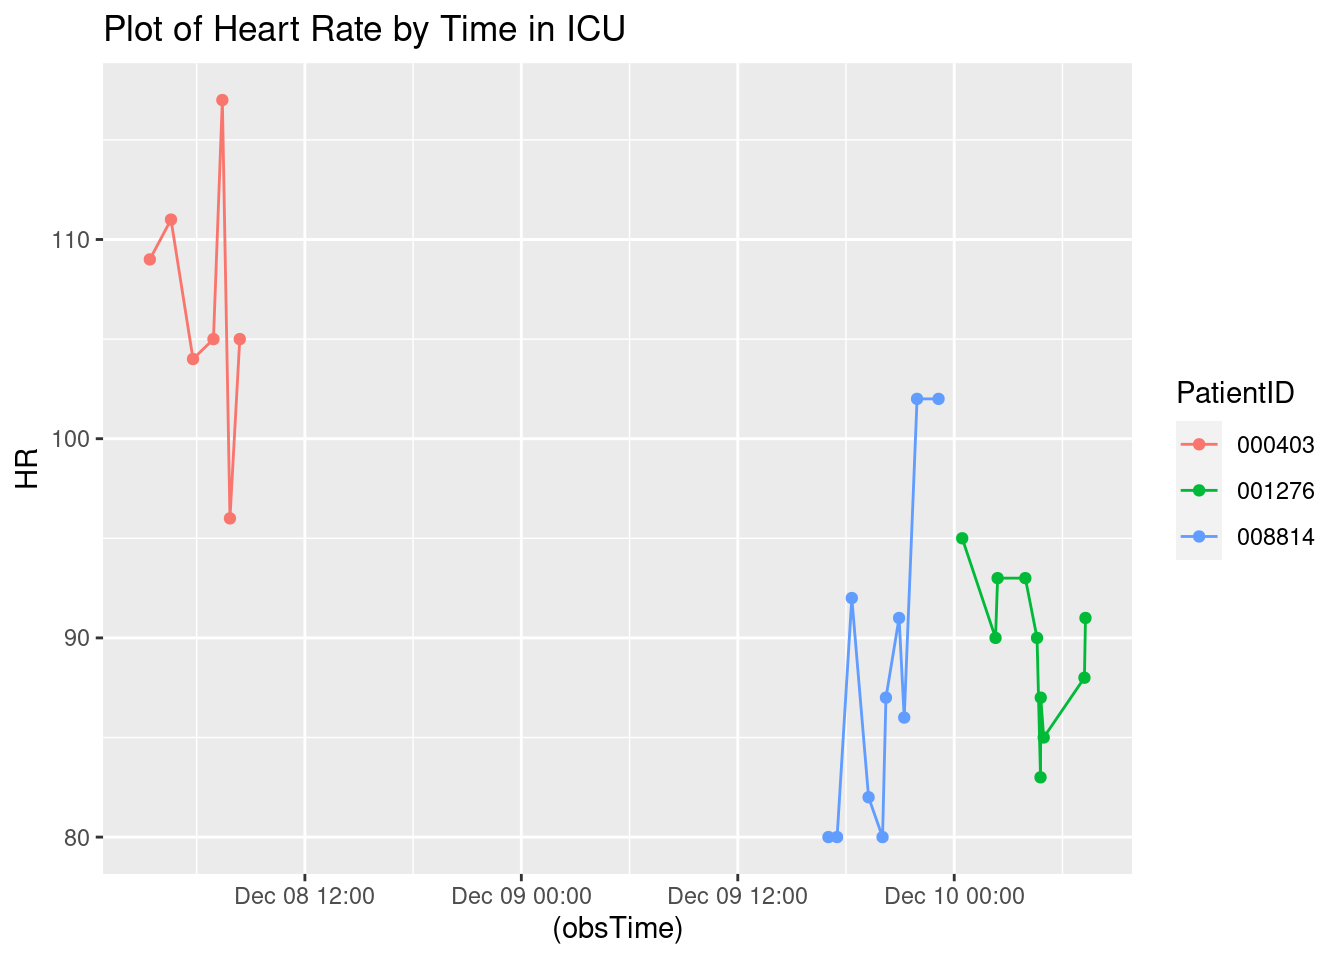 Plot of Heart Rate by Time in ICU
HR
110
100
90
80
Dec 08 12:00
Dec 09 00:00
Dec 09 12:00
Dec 10 00:00
(obsTime)
PatientID
000403
001276
008814